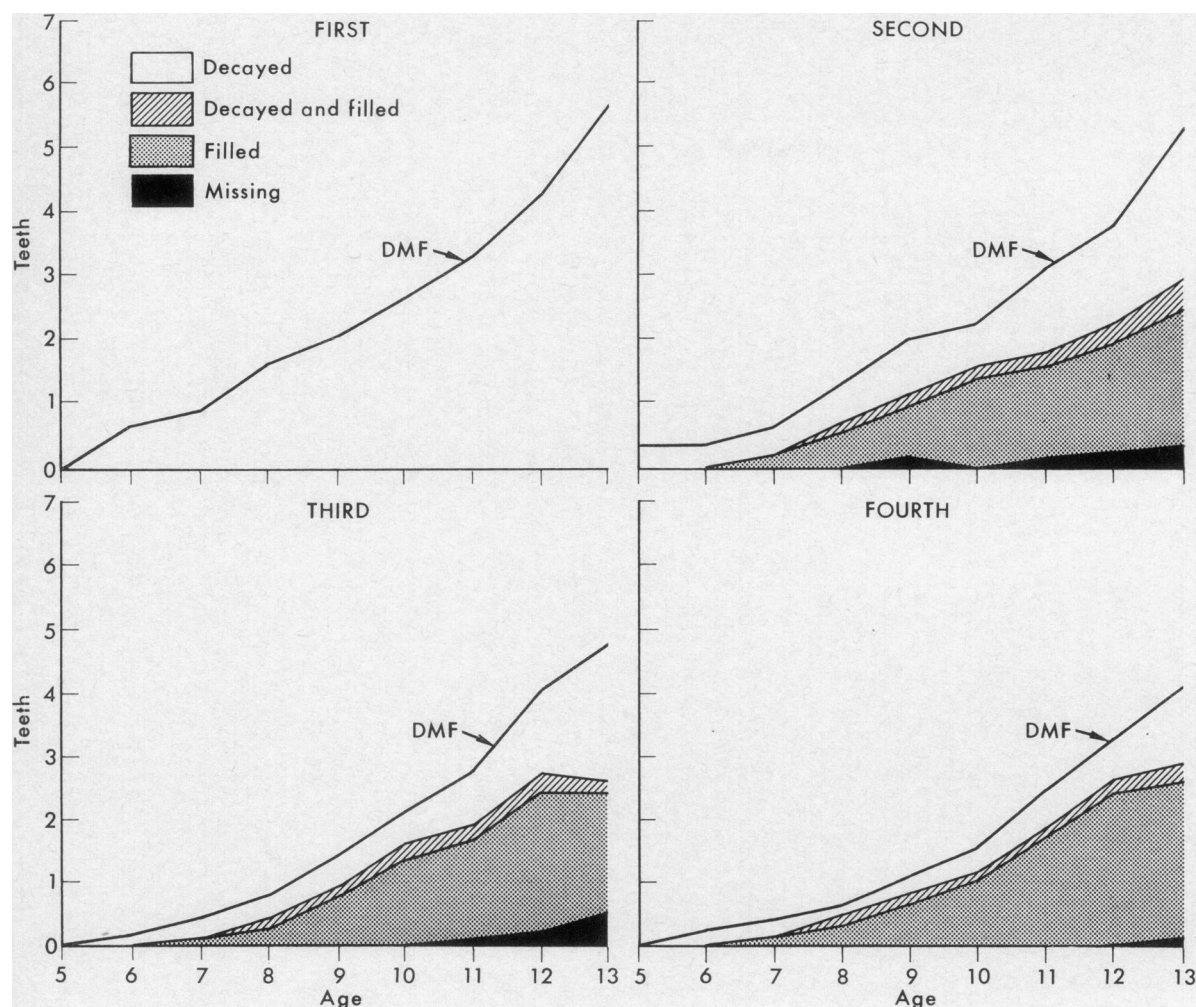 FIRST
7
6
5
4
3
2
1
0
Teeth
Decayed
Decayed and filled
Filled
Missing
DMF
SECOND
DMF
THIRD
7
6
5
4
3
2
1
0
Teeth
DMF
5 6 7 8 9 10 11 12 13
Age
FOURTH
DMF
5 6 7 8 9 10 11 12 13
Age